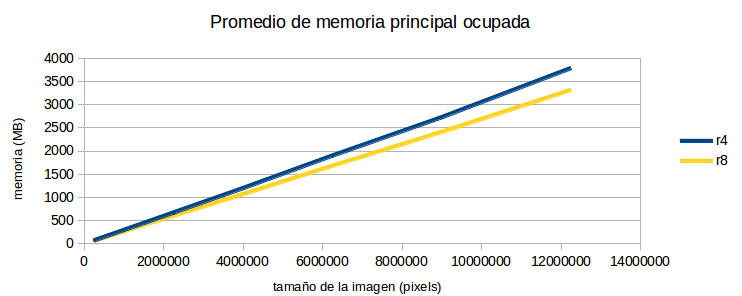 Promedio de memoria principal ocupada
4000
3500
3000
2500
2000
1500
1000
500
0
memoria (MB)
0 2000000 4000000 6000000 8000000 10000000 12000000 14000000
tamaño de la imagen (pixels)
r4
r8